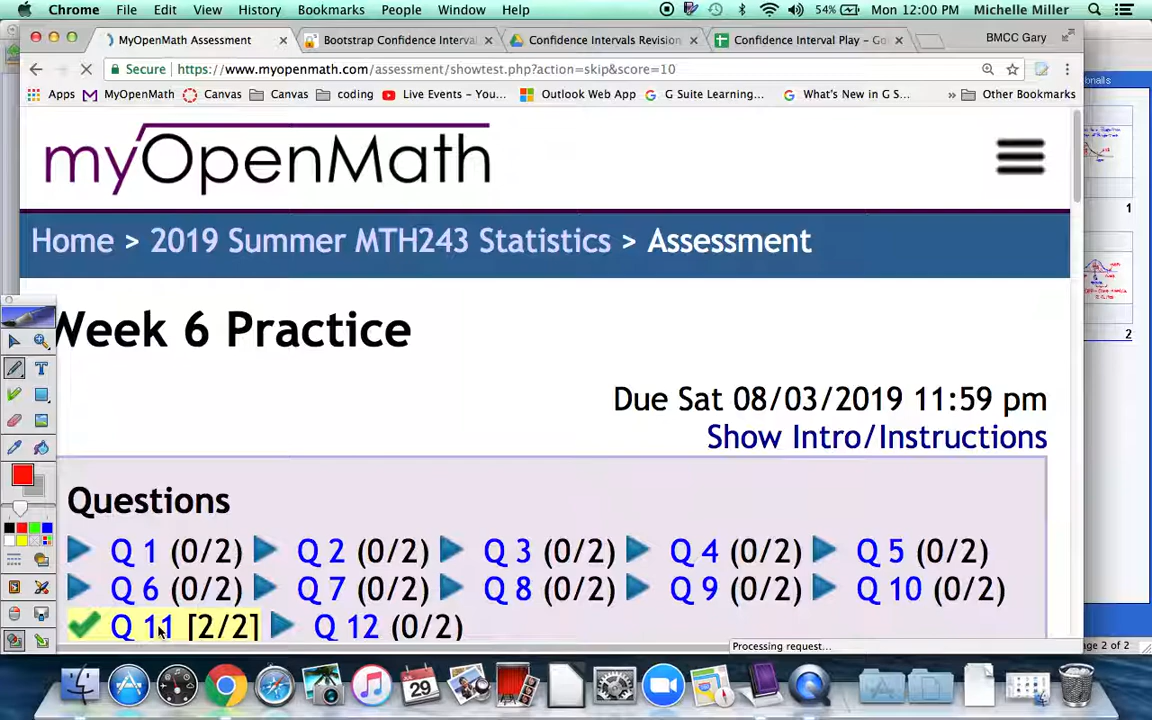 Chrome File Edit View History Bookmarks People Window Help 54% Mon 12:00 PM Michelle Miller
MyOpenMath Assessment Bootstrap Confidence Interval Confidence Intervals Revision Confidence Interval Play – Go BMCC Gary
Secure https://www.myopenmath.com/assessment/showtest.php?action=skip&score=10
Apps MyOpenMath Canvas Canvas coding Live Events – You... Outlook Web App G Suite Learning... What's New in G S... » Other Bookmarks
myOpenMath
Home > 2019 Summer MTH243 Statistics > Assessment
Week 6 Practice
Due Sat 08/03/2019 11:59 pm
Show Intro/Instructions
Questions
Q 1 (0/2) Q 2 (0/2) Q 3 (0/2) Q 4 (0/2) Q 5 (0/2)
Q 6 (0/2) Q 7 (0/2) Q 8 (0/2) Q 9 (0/2) Q 10 (0/2)
Q 11 [2/2] Q 12 (0/2)
Processing request...
1
2
age 2 of 2
29